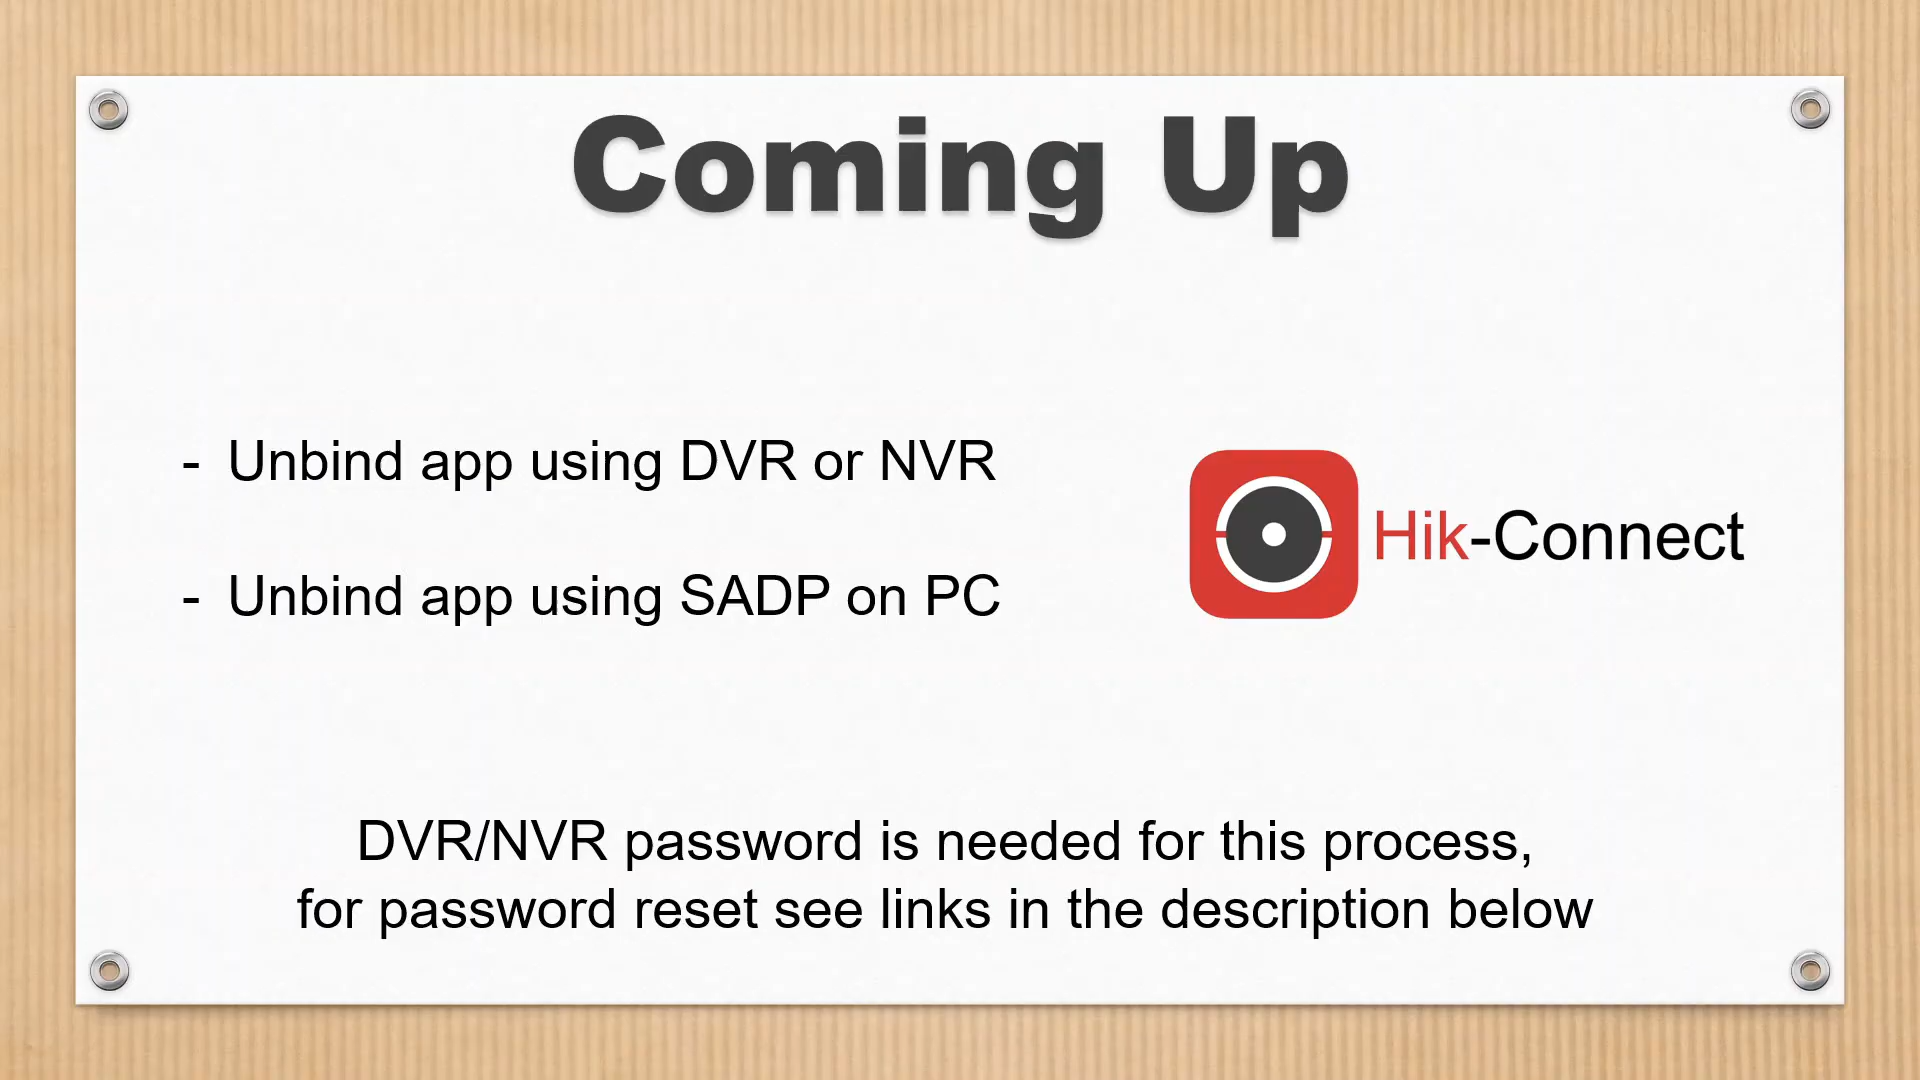 Coming Up
- Unbind app using DVR or NVR
- Unbind app using SADP on PC
Hik-Connect
DVR/NVR password is needed for this process,
for password reset see links in the description below